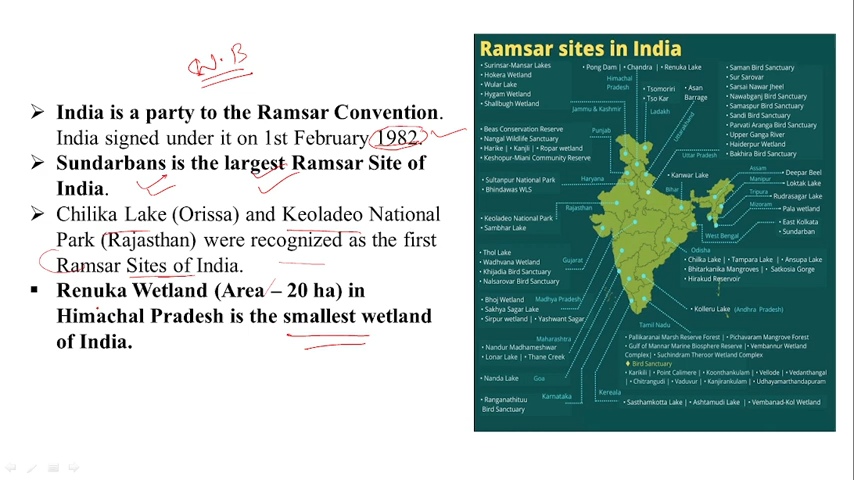 W.B
➢ India is a party to the Ramsar Convention.
India signed under it on 1st February 1982.
➢ Sundarbans is the largest Ramsar Site of
India.
➢ Chilika Lake (Orissa) and Keoladeo National
Park (Rajasthan) were recognized as the first
Ramsar Sites of India.
▪ Renuka Wetland (Area – 20 ha) in
Himachal Pradesh is the smallest wetland
of India.
Ramsar sites in India
• Surinsar-Mansar Lakes
• Hokera Wetland
• Wular Lake
• Hygam Wetland
• Shallbugh Wetland
Jammu & Kashmir
• Pong Dam | • Chandra | • Renuka Lake
Himachal
Pradesh
• Tsomoriri
• Tso Kar
Ladakh
• Asan
Barrage
Uttarakhand
• Saman Bird Sanctuary
• Sur Sarovar
• Sarsai Nawar Jheel
• Nawabganj Bird Sanctuary
• Samaspur Bird Sanctuary
• Sandi Bird Sanctuary
• Parvati Aranga Bird Sanctuary
• Upper Ganga River
• Haiderpur Wetland
• Bakhira Bird Sanctuary
Uttar Pradesh
• Beas Conservation Reserve
• Nangal Wildlife Sanctuary
• Harike | • Kanjli | • Ropar wetland
• Keshopur-Miani Community Reserve
Punjab
• Sultanpur National Park
• Bhindawas WLS
Haryana
• Kanwar Lake
Bihar
Assam
• Deepar Beel
Manipur
• Loktak Lake
Tripura
• Rudrasagar Lake
Mizoram
• Pala wetland
• East Kolkata
• Sundarban
West Bengal
• Keoladeo National Park
• Sambhar Lake
Rajasthan
• Thol Lake
• Wadhvana Wetland
• Khijadia Bird Sanctuary
• Nalsarovar Bird Sanctuary
Gujarat
Odisha
• Chilka Lake | • Tampara Lake | • Ansupa Lake
• Bhitarkanika Mangroves | • Satkosia Gorge
• Hirakud Reservoir
• Bhoj Wetland
• Sakhya Sagar Lake
• Sirpur wetland | • Yashwant Sagar
Madhya Pradesh
• Kolleru Lake (Andhra Pradesh)
Maharashtra
• Nandur Madhameshwar
• Lonar Lake | • Thane Creek
Tamil Nadu
• Pallikaranai Marsh Reserve Forest | • Pichavaram Mangrove Forest
• Gulf of Mannar Marine Biosphere Reserve | • Vembannur Wetland
Complex| • Suchindram Theroor Wetland Complex
♦ Bird Sanctuary
• Karikili | • Point Calimere | • Koonthankulam | • Vellode | • Vedanthangal
| • Chitrangudi | • Vaduvur | • Kanjirankulam | • Udhayamarthandapuram
• Nanda Lake
Goa
• Ranganathituu
Bird Sanctuary
Karnataka
Kereala
• Sasthamkotta Lake | • Ashtamudi Lake | • Vembanad-Kol Wetland